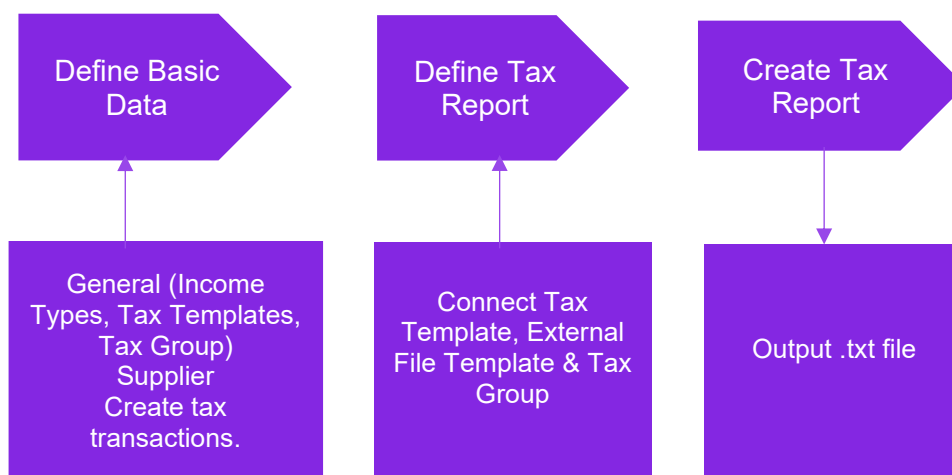 Define Basic
Data
Define Tax
Report
Create Tax
Report
General (Income
Types, Tax Templates,
Tax Group)
Supplier
Create tax
transactions.
Connect Tax
Template, External
File Template & Tax
Group
Output .txt file